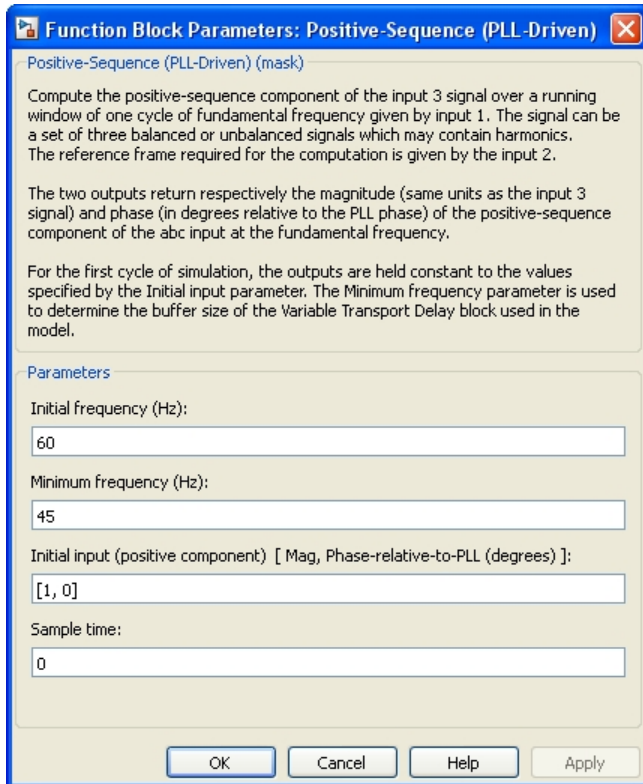 Function Block Parameters: Positive-Sequence (PLL-Driven)
Positive-Sequence (PLL-Driven) (mask)
Compute the positive-sequence component of the input 3 signal over a running
window of one cycle of fundamental frequency given by input 1. The signal can be
a set of three balanced or unbalanced signals which may contain harmonics.
The reference frame required for the computation is given by the input 2.
The two outputs return respectively the magnitude (same units as the input 3
signal) and phase (in degrees relative to the PLL phase) of the positive-sequence
component of the abc input at the fundamental frequency.
For the first cycle of simulation, the outputs are held constant to the values
specified by the Initial input parameter. The Minimum frequency parameter is used
to determine the buffer size of the Variable Transport Delay block used in the
model.
Parameters
Initial frequency (Hz):
60
Minimum frequency (Hz):
45
Initial input (positive component) [ Mag, Phase-relative-to-PLL (degrees) ]:
[1, 0]
Sample time:
0
OK Cancel Help Apply